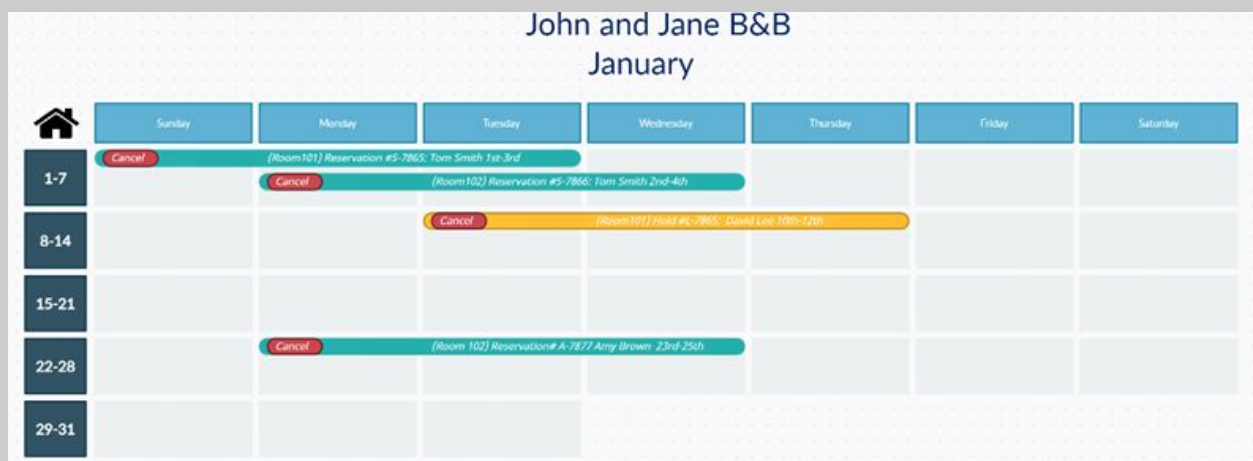 John and Jane B&B
January
Sunday Monday Tuesday Wednesday Thursday Friday Saturday
1-7
Cancel (Room101) Reservation #S-7865: Tom Smith 1st-3rd
Cancel (Room102) Reservation #S-7866: Tom Smith 2nd-4th
8-14
Cancel (Room101) Hold #L-7865: David Lee 10th-12th
15-21
22-28
Cancel (Room 102) Reservation# A-7877 Amy Brown 23rd-25th
29-31